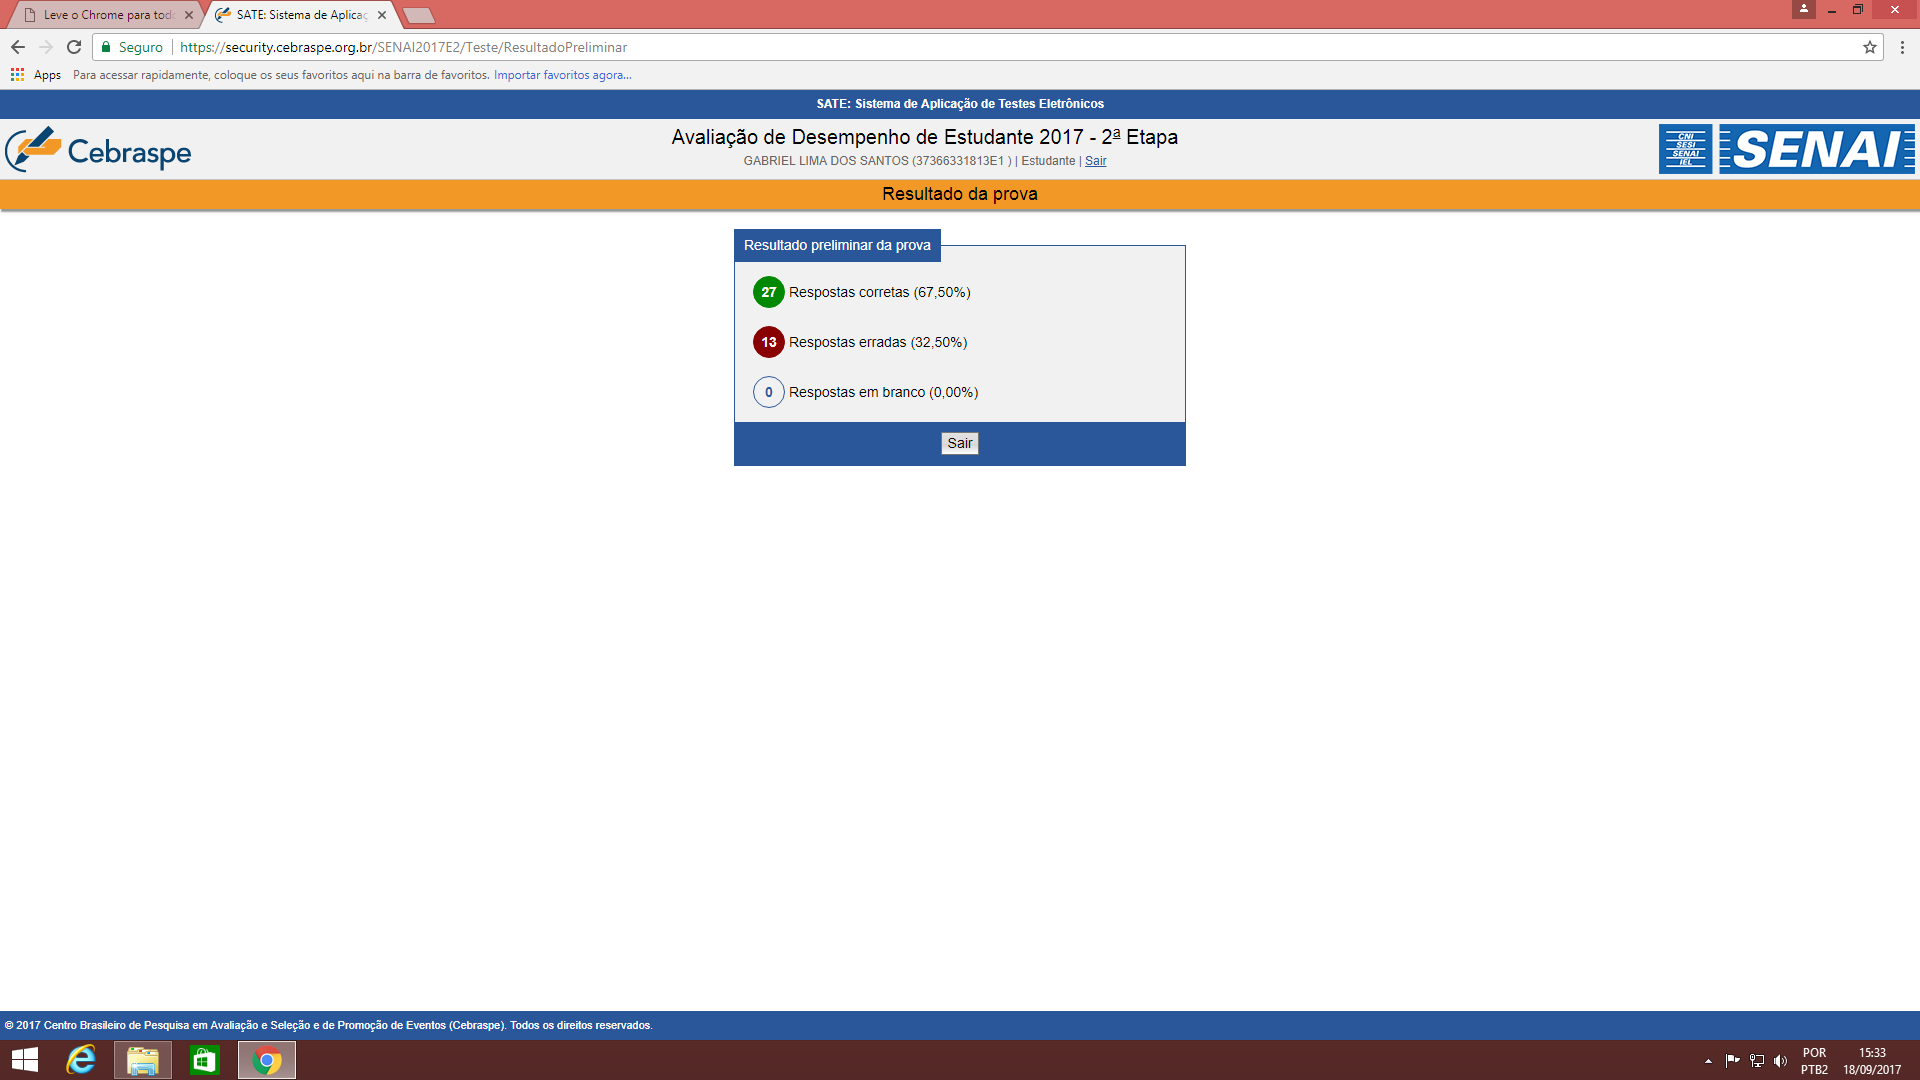 Leve o Chrome para tod
SATE: Sistema de Aplicaç
Seguro
https://security.cebraspe.org.br/SENAI2017E2/Teste/ResultadoPreliminar
Apps
Para acessar rapidamente, coloque os seus favoritos aqui na barra de favoritos. Importar favoritos agora...
SATE: Sistema de Aplicação de Testes Eletrônicos
Cebraspe
Avaliação de Desempenho de Estudante 2017 - 2ª Etapa
GABRIEL LIMA DOS SANTOS (37366331813E1 ) | Estudante | Sair
CNI
SESI
SENAI
IEL
SENAI
Resultado da prova
Resultado preliminar da prova
27 Respostas corretas (67,50%)
13 Respostas erradas (32,50%)
0 Respostas em branco (0,00%)
Sair
© 2017 Centro Brasileiro de Pesquisa em Avaliação e Seleção e de Promoção de Eventos (Cebraspe). Todos os direitos reservados.
POR
PTB2
15:33
18/09/2017